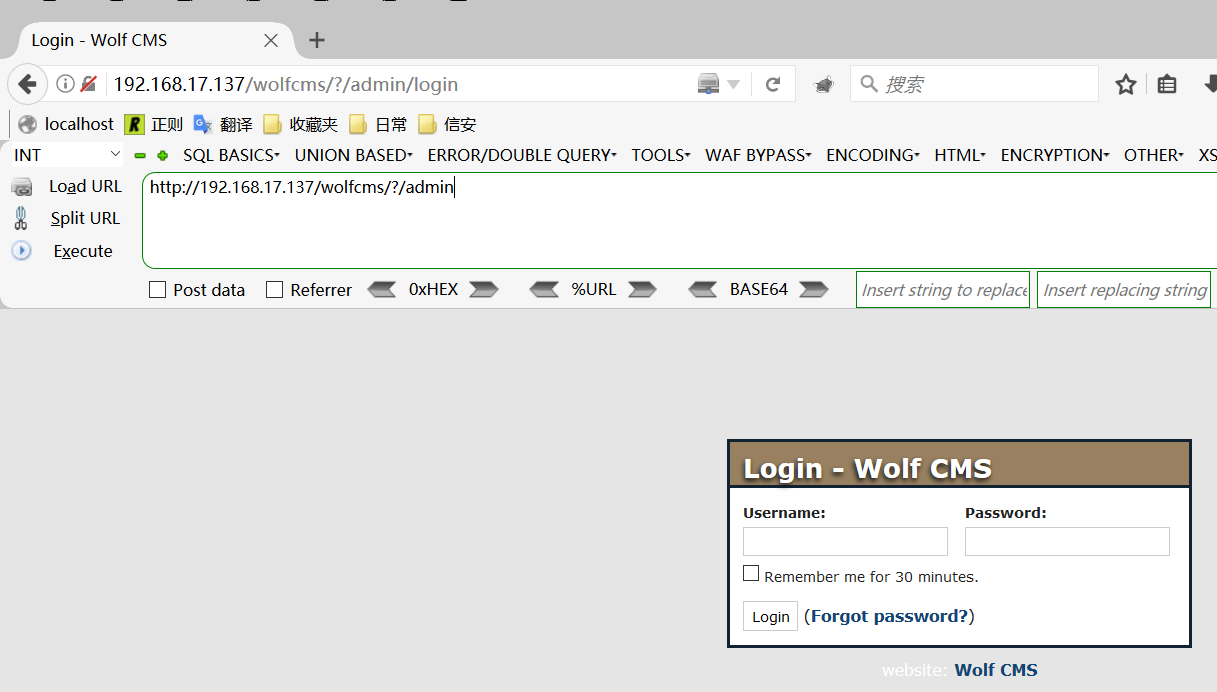 Login - Wolf CMS
192.168.17.137/wolfcms/?/admin/login
搜索
localhost 正则 翻译 收藏夹 日常 信安
INT SQL BASICS UNION BASED ERROR/DOUBLE QUERY TOOLS WAF BYPASS ENCODING HTML ENCRYPTION OTHER XS
Load URL http://192.168.17.137/wolfcms/?/admin
Split URL
Execute
Post data Referrer 0xHEX %URL BASE64 Insert string to replace Insert replacing string
Login - Wolf CMS
Username: Password:
Remember me for 30 minutes.
Login (Forgot password?)
website: Wolf CMS